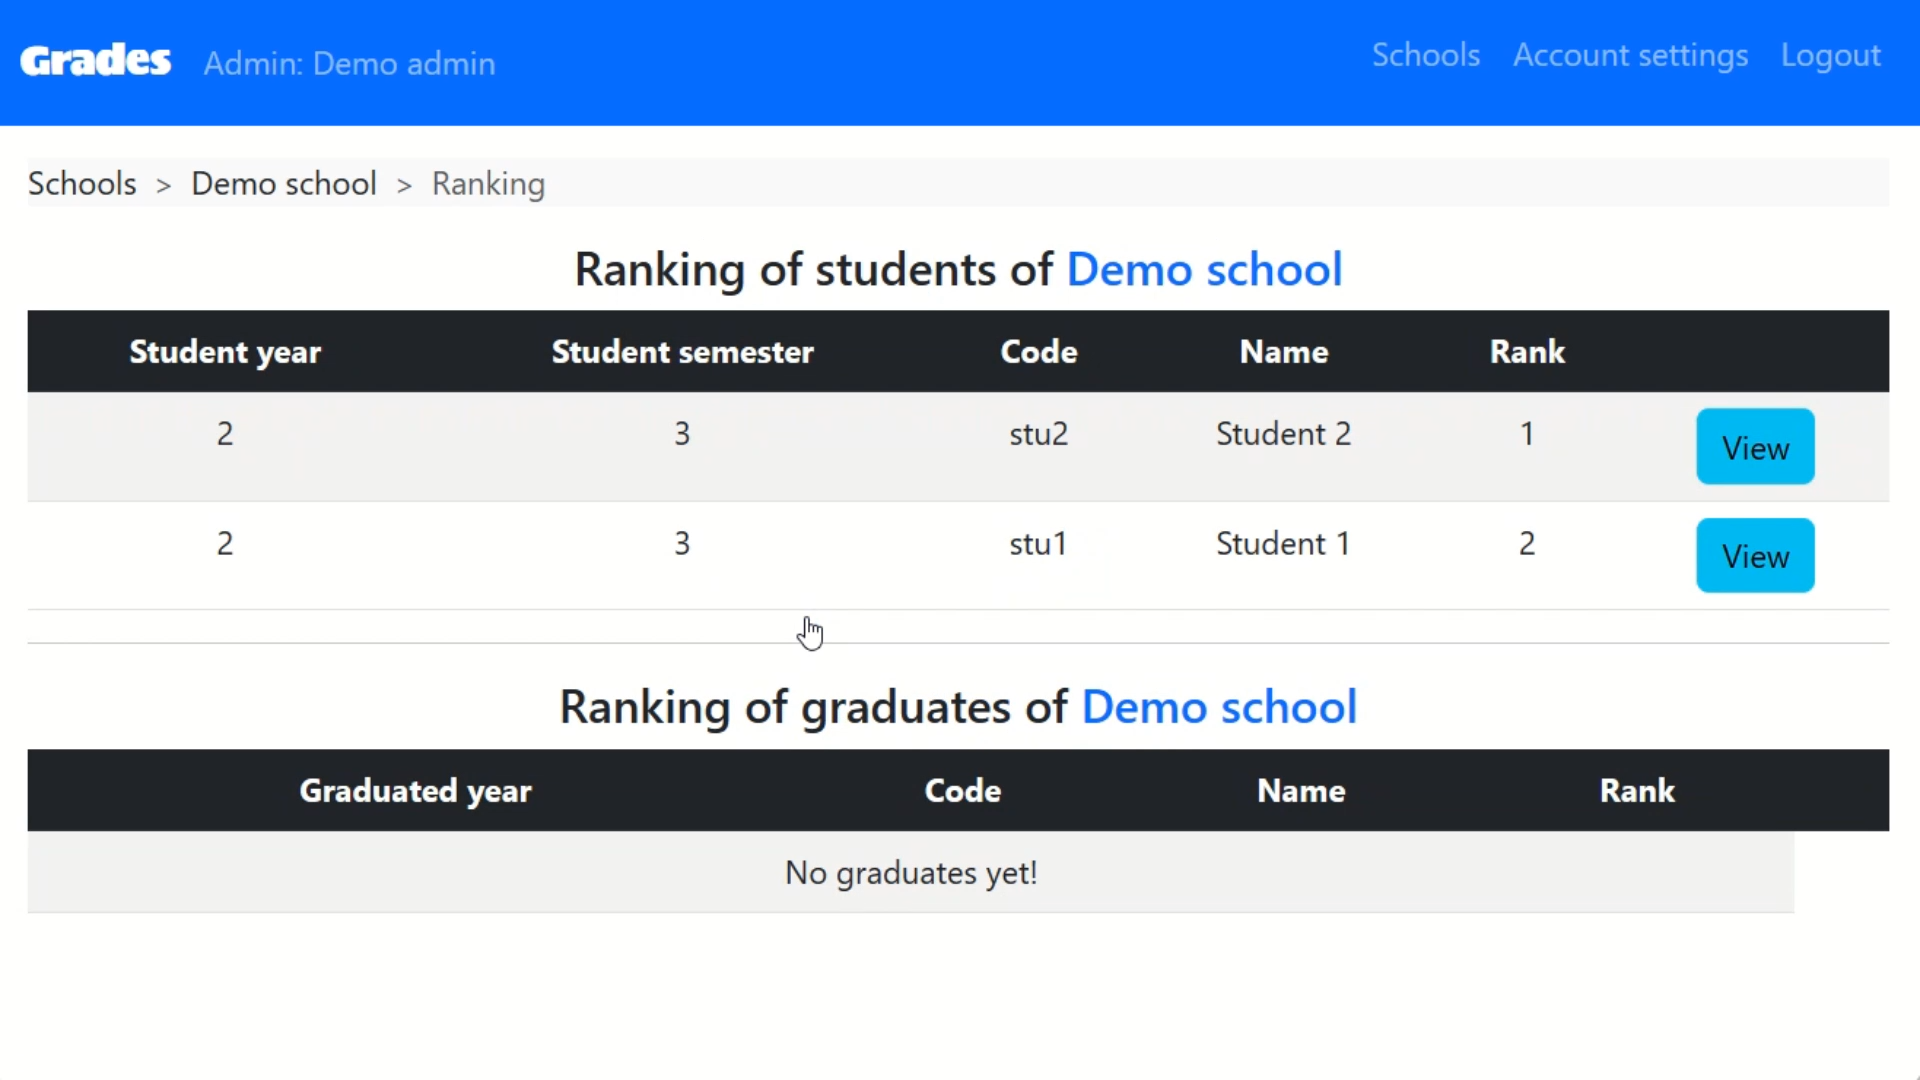 Grades Admin: Demo admin Schools Account settings Logout
Schools > Demo school > Ranking
Ranking of students of Demo school
Student year Student semester Code Name Rank
2 3 stu2 Student 2 1 View
2 3 stu1 Student 1 2 View
Ranking of graduates of Demo school
Graduated year Code Name Rank
No graduates yet!